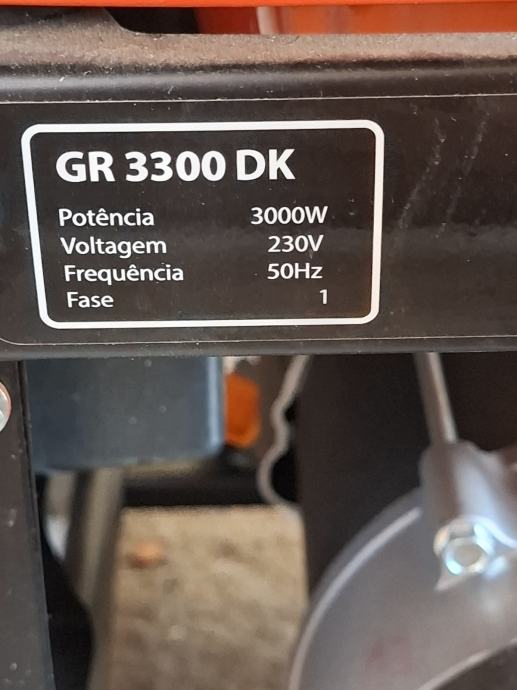 GR 3300 DK
Potência 3000W
Voltagem 230V
Frequência 50Hz
Fase 1